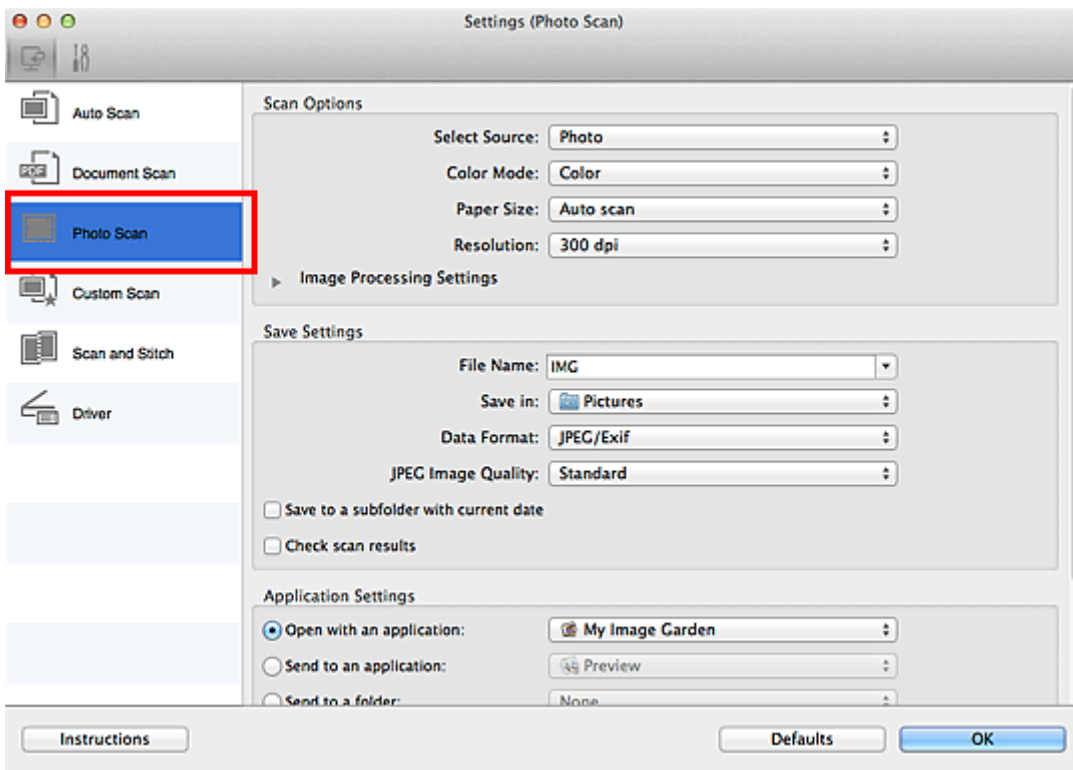 Settings (Photo Scan)
Auto Scan
Document Scan
Photo Scan
Custom Scan
Scan and Stitch
Driver
Scan Options
Select Source: Photo
Color Mode: Color
Paper Size: Auto scan
Resolution: 300 dpi
Image Processing Settings
Save Settings
File Name: IMG
Save in: Pictures
Data Format: JPEG/Exif
JPEG Image Quality: Standard
Save to a subfolder with current date
Check scan results
Application Settings
Open with an application: My Image Garden
Send to an application: Preview
Send to a folder: None
Instructions
Defaults
OK